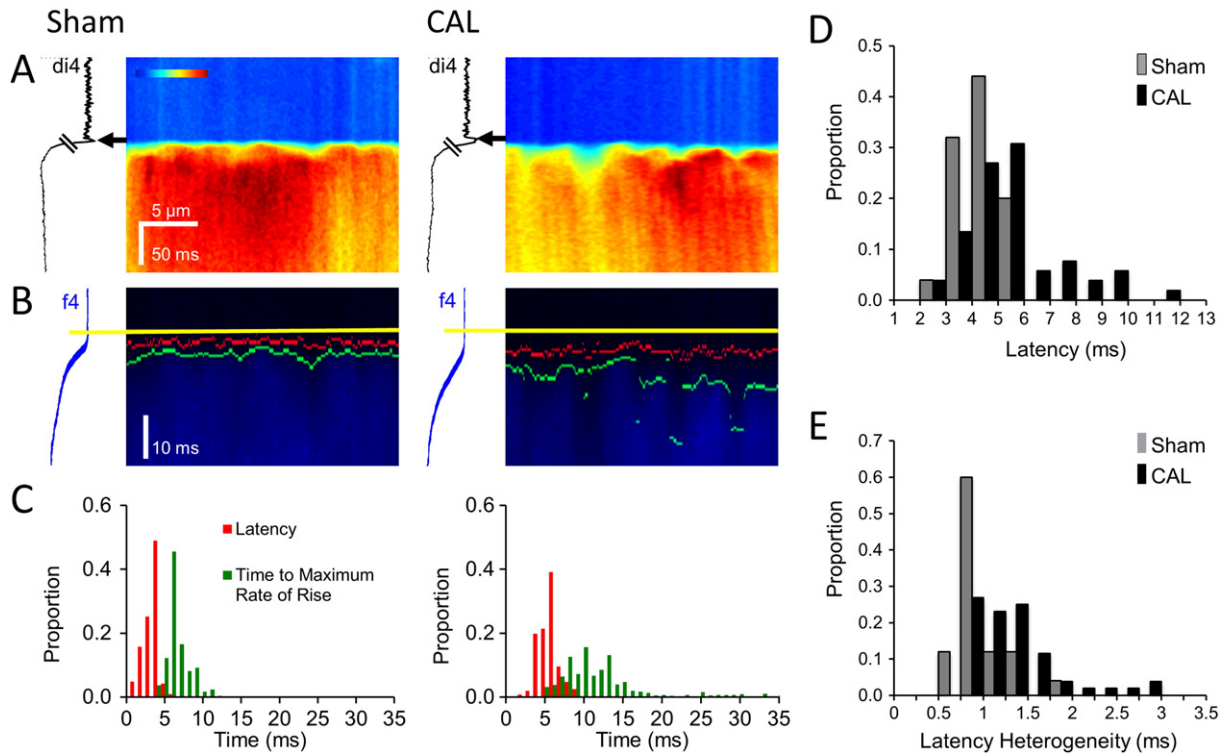 Sham
CAL
A
di4
5 µm
50 ms
di4
B
f4
10 ms
f4
C
0.6
0.4
0.2
0.0
Proportion
Latency
Time to Maximum
Rate of Rise
0 5 10 15 20 25 30 35
Time (ms)
0.6
0.4
0.2
0.0
Proportion
0 5 10 15 20 25 30 35
Time (ms)
D
0.5
0.4
0.3
0.2
0.1
0.0
Proportion
Sham
CAL
1 2 3 4 5 6 7 8 9 10 11 12 13
Latency (ms)
E
0.7
0.6
0.5
0.4
0.3
0.2
0.1
0.0
Proportion
Sham
CAL
0 0.5 1 1.5 2 2.5 3 3.5
Latency Heterogeneity (ms)